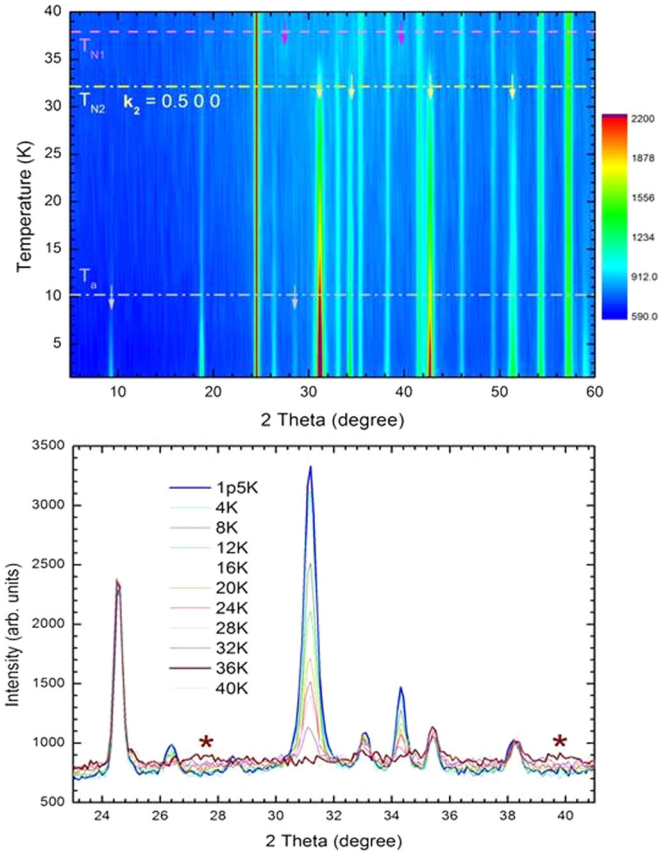 40
35
30
25
20
15
10
5
Temperature (K)
T_N1
T_N2 k_2 = 0.5 0 0
T_a
10 20 30 40 50 60
2 Theta (degree)
2200
1878
1556
1234
912.0
590.0
3500
3000
2500
2000
1500
1000
500
Intensity (arb. units)
1p5K
4K
8K
12K
16K
20K
24K
28K
32K
36K
40K
* *
24 26 28 30 32 34 36 38 40
2 Theta (degree)